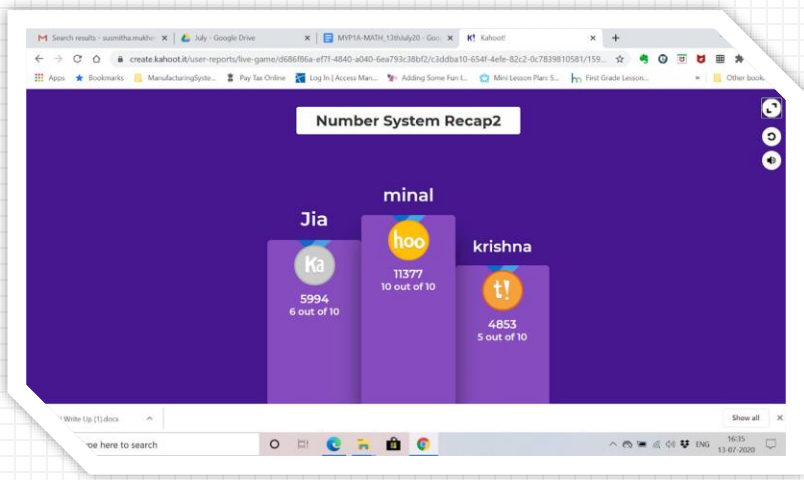 Search results - susmitha.mukhe
July - Google Drive
MYP1A-MATH_13thJuly20 - Goo
K! Kahoot!
create.kahoot.it/user-reports/live-game/d686f86a-ef7f-4840-a040-6ea793c38bf2/c3ddba10-654f-4efe-82c2-0c7839810581/159...
Apps Bookmarks ManufacturingSyste... Pay Tax Online Log In | Access Man... Adding Some Fun t... Mini Lesson Plan: S... First Grade Lesson... » Other book
Number System Recap2
minal
Jia
krishna
hoo
Ka
11377
10 out of 10
t!
5994
6 out of 10
4853
5 out of 10
Write Up (1).docx
Show all
here to search
ENG
16:35
13-07-2020